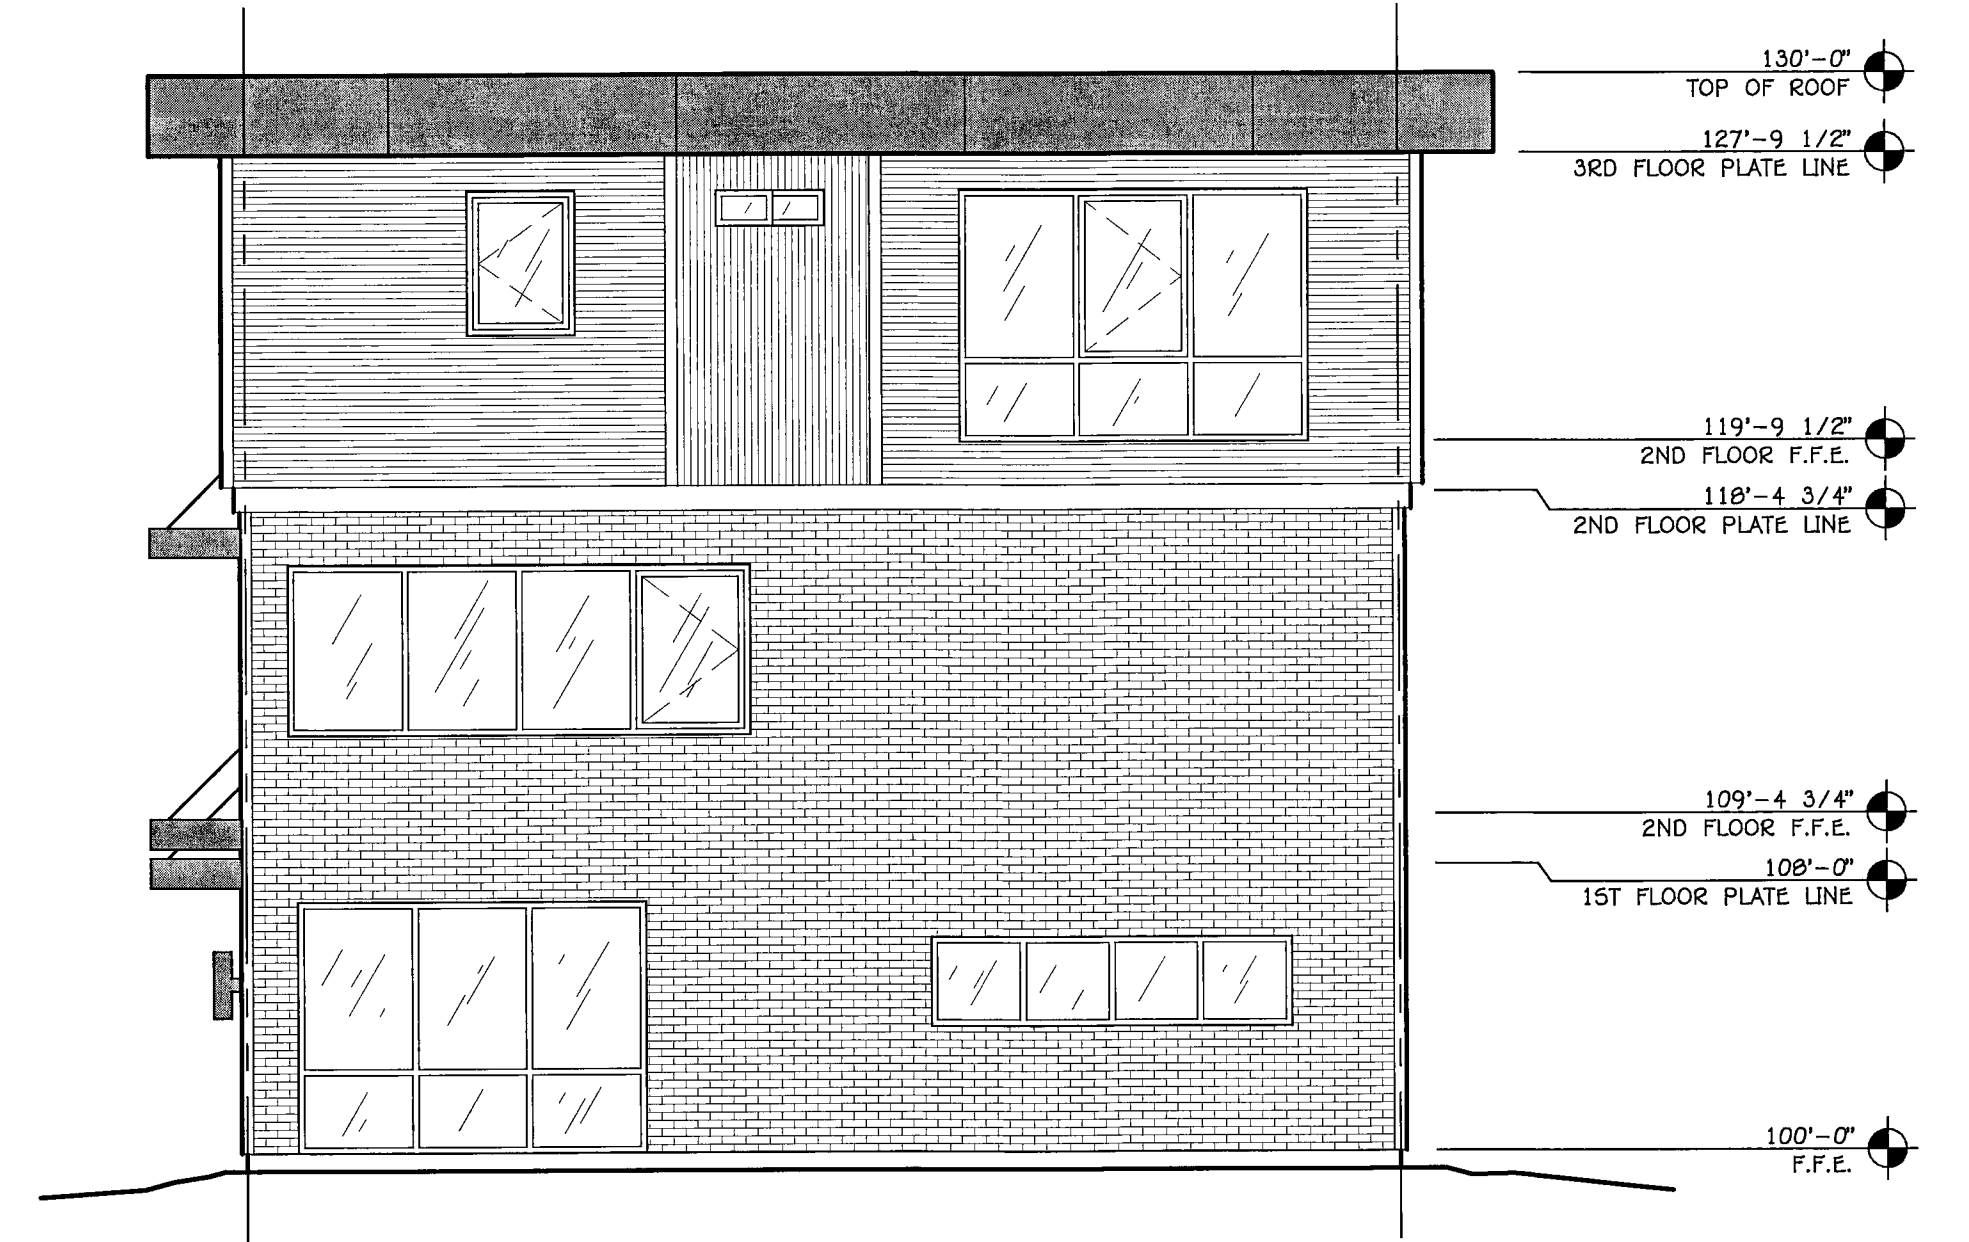 130'-0"
TOP OF ROOF
127'-9 1/2"
3RD FLOOR PLATE LINE
119'-9 1/2"
2ND FLOOR F.F.E.
118'-4 3/4"
2ND FLOOR PLATE LINE
109'-4 3/4"
2ND FLOOR F.F.E.
108'-0"
1ST FLOOR PLATE LINE
100'-0"
F.F.E.